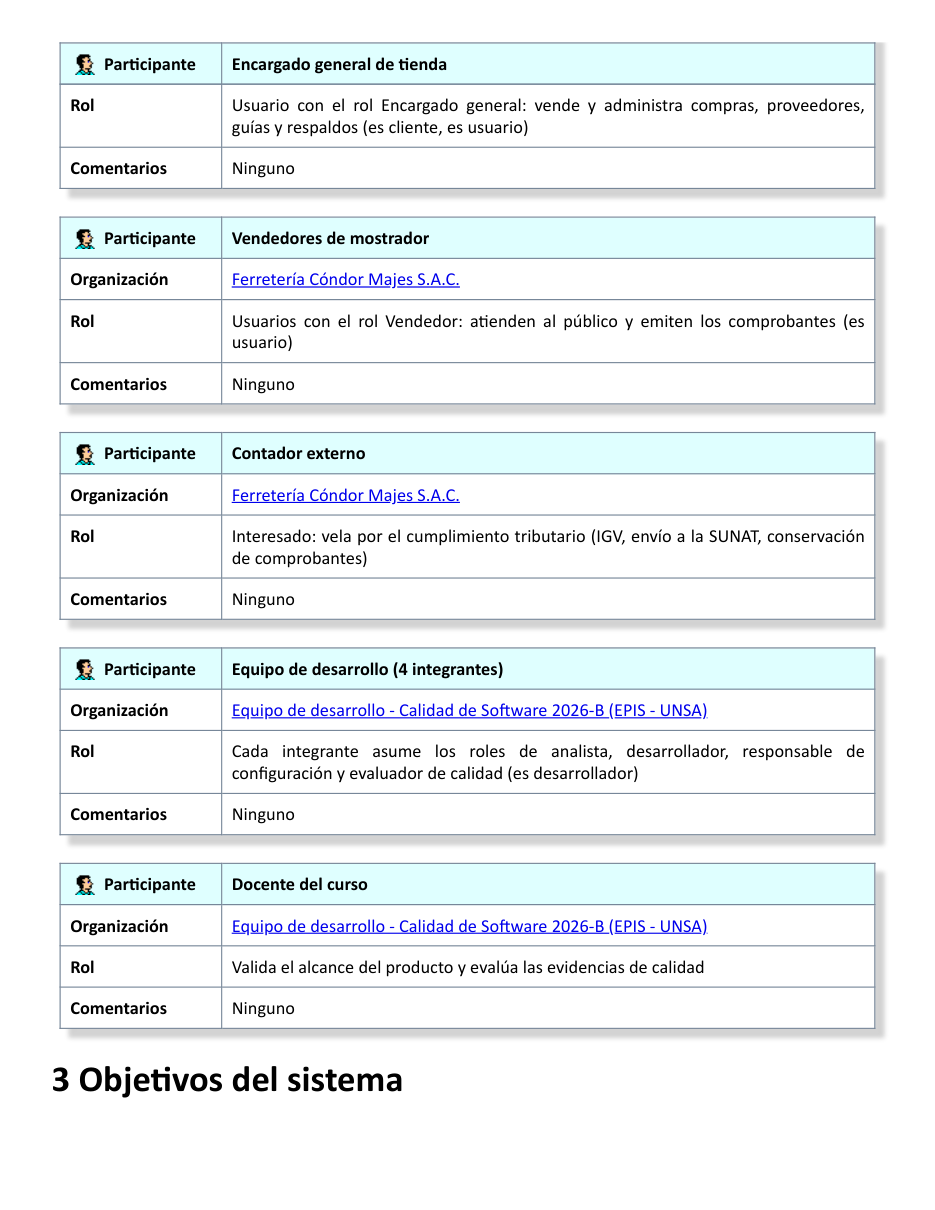 Participante Encargado general de tienda
Rol Usuario con el rol Encargado general: vende y administra compras, proveedores,
guías y respaldos (es cliente, es usuario)
Comentarios Ninguno
Participante Vendedores de mostrador
Organización Ferretería Cóndor Majes S.A.C.
Rol Usuarios con el rol Vendedor: atienden al público y emiten los comprobantes (es
usuario)
Comentarios Ninguno
Participante Contador externo
Organización Ferretería Cóndor Majes S.A.C.
Rol Interesado: vela por el cumplimiento tributario (IGV, envío a la SUNAT, conservación
de comprobantes)
Comentarios Ninguno
Participante Equipo de desarrollo (4 integrantes)
Organización Equipo de desarrollo - Calidad de Software 2026-B (EPIS - UNSA)
Rol Cada integrante asume los roles de analista, desarrollador, responsable de
configuración y evaluador de calidad (es desarrollador)
Comentarios Ninguno
Participante Docente del curso
Organización Equipo de desarrollo - Calidad de Software 2026-B (EPIS - UNSA)
Rol Valida el alcance del producto y evalúa las evidencias de calidad
Comentarios Ninguno
3 Objetivos del sistema